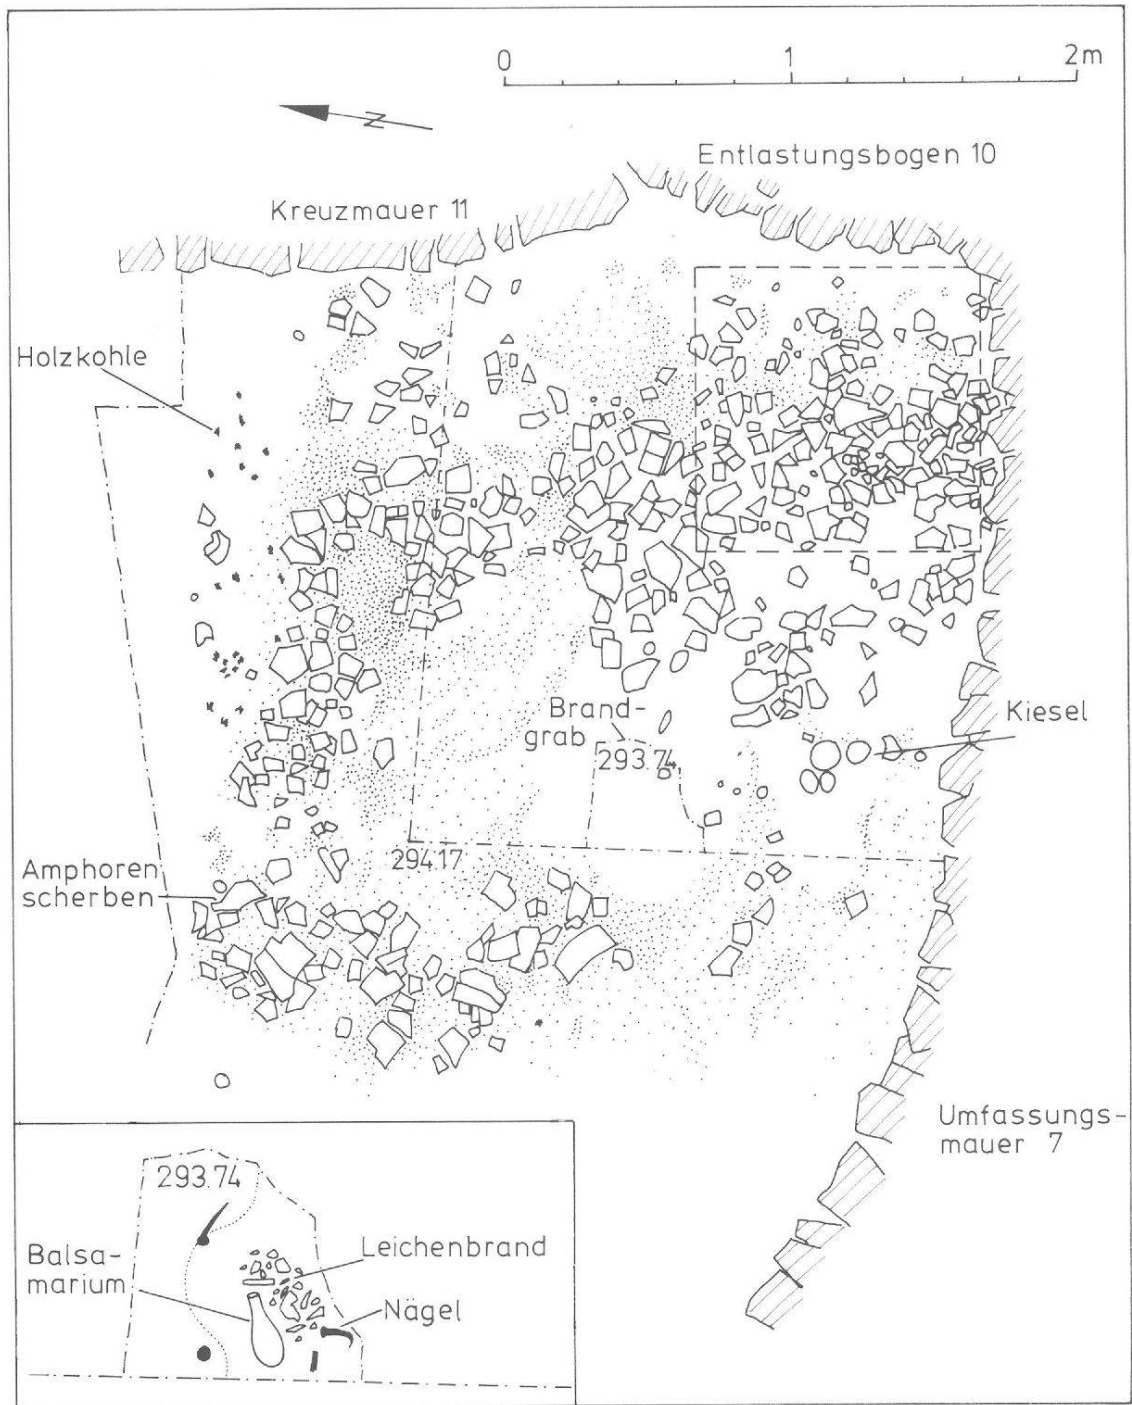 0 1 2m
N
Entlastungsbogen 10
Kreuzmauer 11
Holzkohle
Brand-
grab
293.74
Kiesel
294.17
Amphoren
scherben
Umfassungs-
mauer 7
293.74
Balsa-
marium
Leichenbrand
Nägel